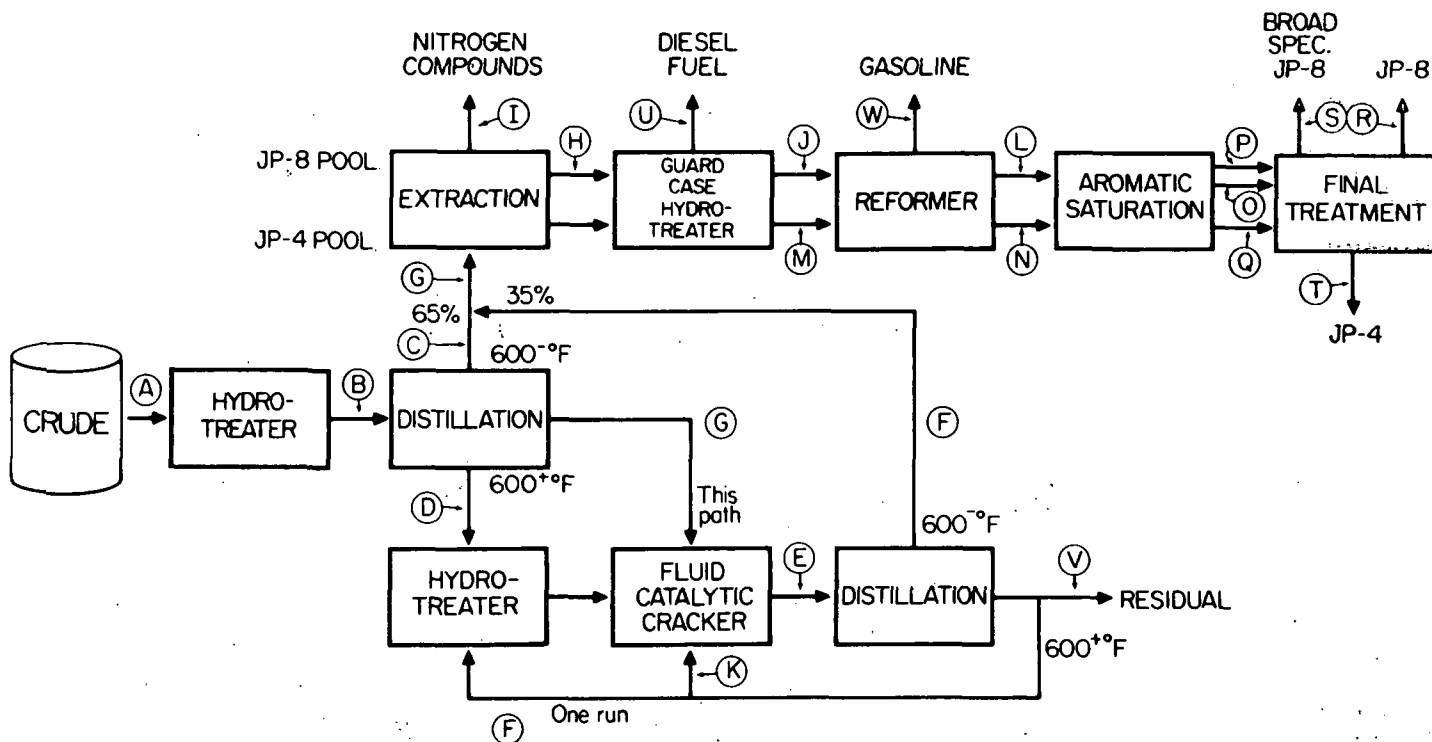 NITROGEN
COMPOUNDS
DIESEL
FUEL
GASOLINE
BROAD
SPEC.
JP-8
JP-8
I
U
W
S
R
JP-8 POOL
H
J
L
P
EXTRACTION
GUARD
CASE
HYDRO-
TREATER
REFORMER
AROMATIC
SATURATION
O
FINAL
TREATMENT
JP-4 POOL
M
N
Q
G
T
65%
35%
JP-4
C
600-°F
CRUDE
A
HYDRO-
TREATER
B
DISTILLATION
G
F
600+°F
D
This
path
600-°F
HYDRO-
TREATER
FLUID
CATALYTIC
CRACKER
E
DISTILLATION
V
RESIDUAL
600+°F
K
F
One run